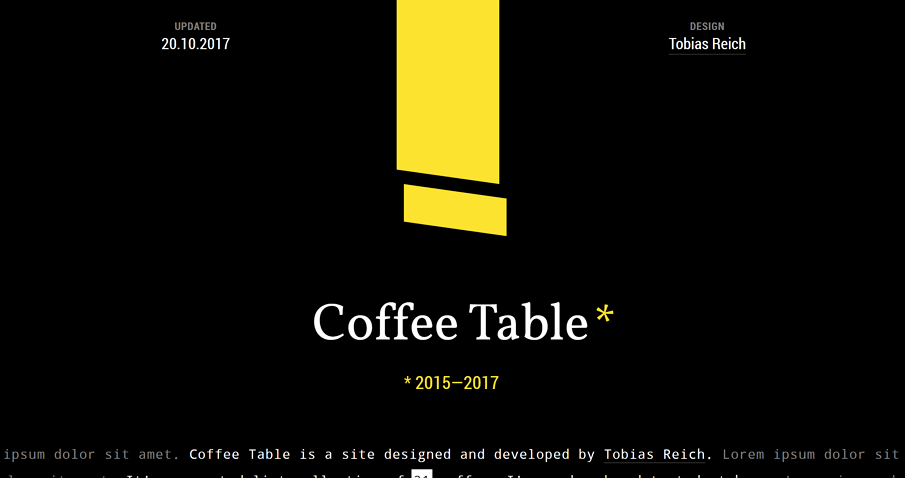 UPDATED
20.10.2017
DESIGN
Tobias Reich
Coffee Table*
* 2015—2017
ipsum dolor sit amet. Coffee Table is a site designed and developed by Tobias Reich. Lorem ipsum dolor sit